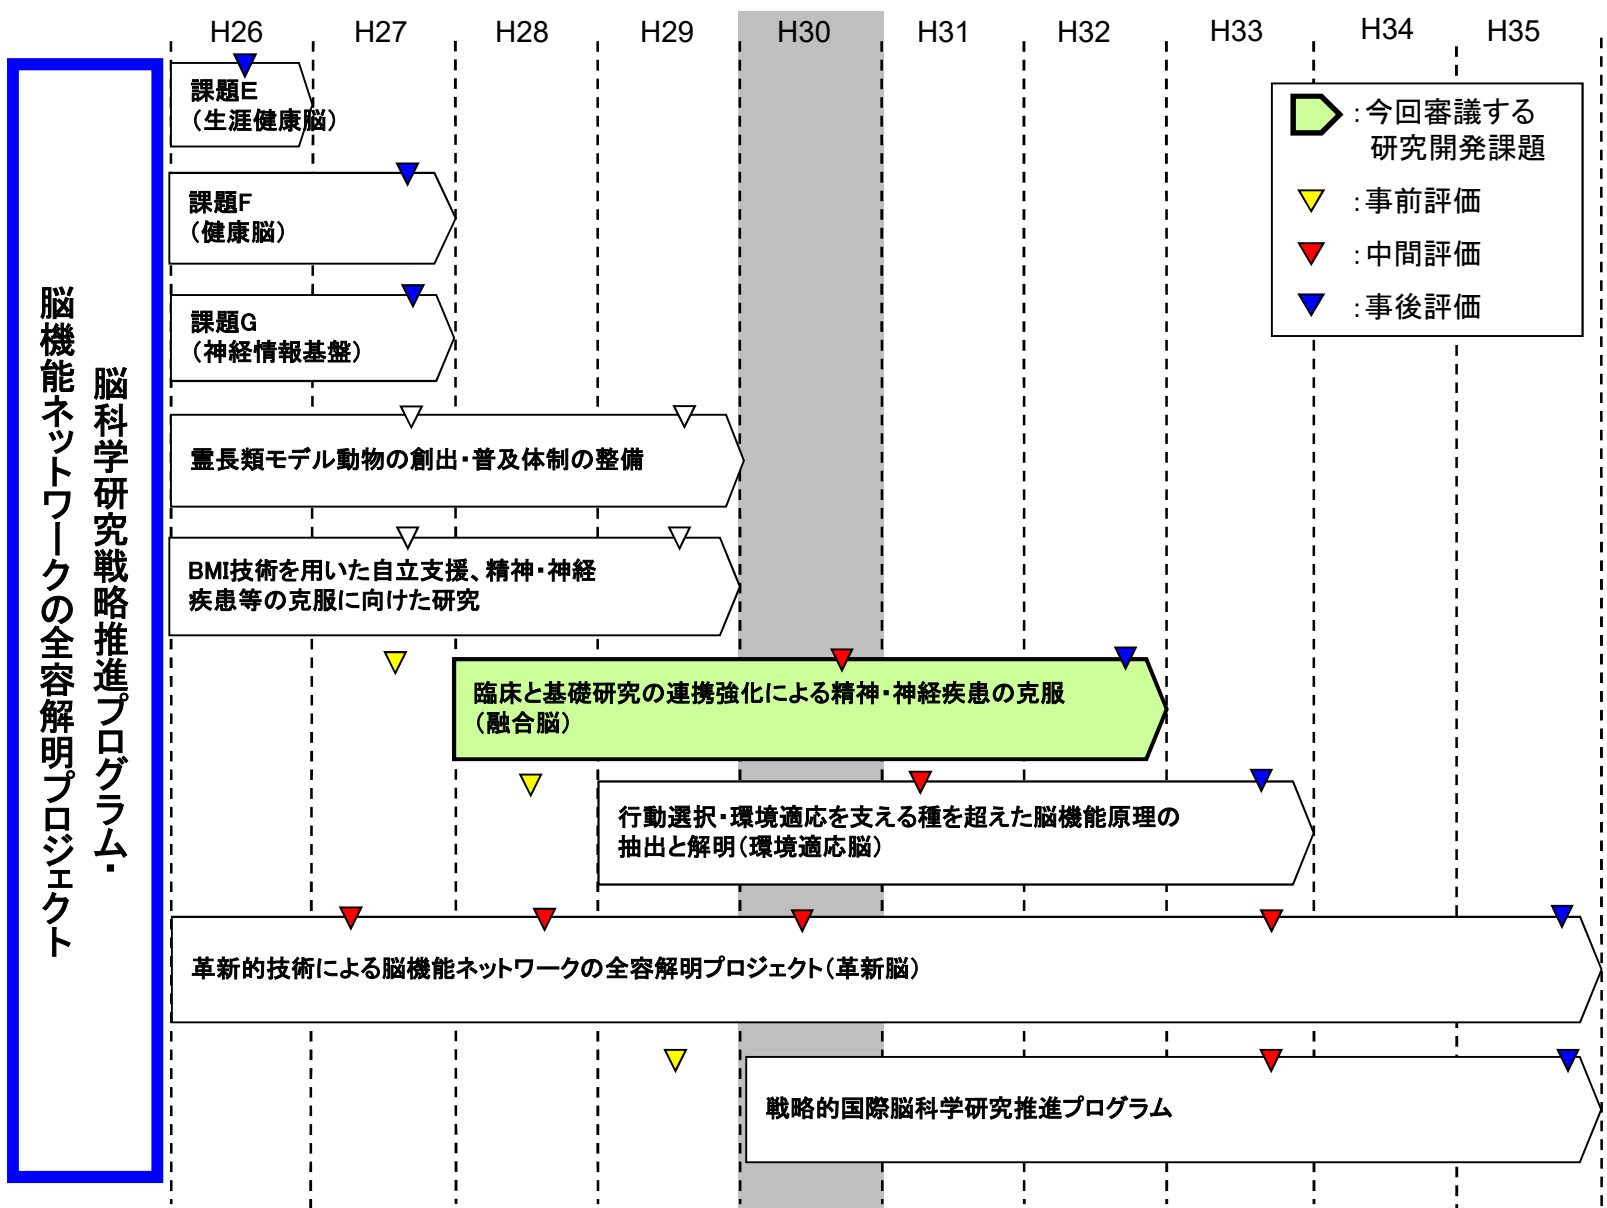 H26 H27 H28 H29 H30 H31 H32 H33 H34 H35
脳科学研究戦略推進プログラム・
脳機能ネットワークの全容解明プロジェクト
課題E
（生涯健康脳）
課題F
（健康脳）
課題G
（神経情報基盤）
霊長類モデル動物の創出・普及体制の整備
BMI技術を用いた自立支援、精神・神経
疾患等の克服に向けた研究
臨床と基礎研究の連携強化による精神・神経疾患の克服
（融合脳）
行動選択・環境適応を支える種を超えた脳機能原理の
抽出と解明（環境適応脳）
革新的技術による脳機能ネットワークの全容解明プロジェクト（革新脳）
戦略的国際脳科学研究推進プログラム
：今回審議する
研究開発課題
：事前評価
：中間評価
：事後評価